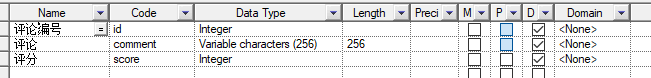 Name Code Data Type Length Preci M P D Domain
评论编号 = id Integer <None>
评论 comment Variable characters (256) 256 <None>
评分 score Integer <None>